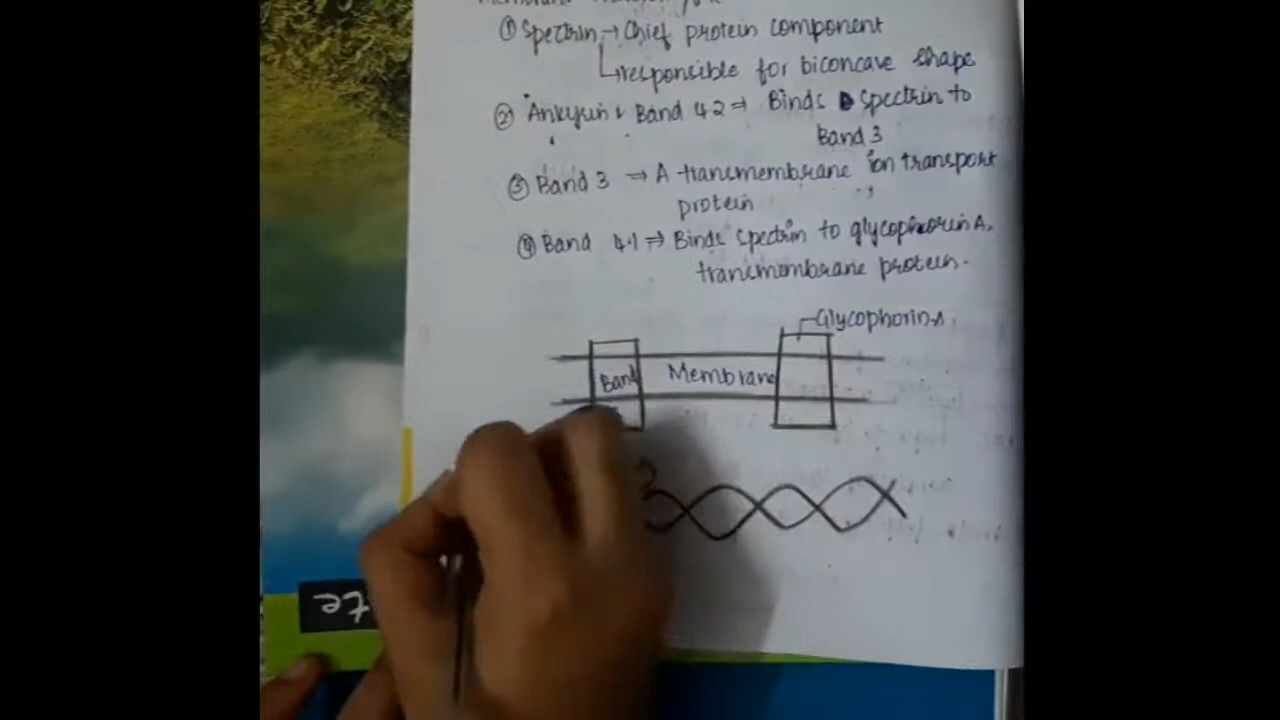 ① Spectrin → Chief protein component
↳ responsible for biconcave shape
② Ankyrin & Band 4.2 ⇒ Binds spectrin to
Band 3
③ Band 3 ⇒ A transmembrane ion transport
protein
④ Band 4.1 ⇒ Binds spectrin to glycophorin A,
transmembrane protein.
Glycophorin A,
Band
Membrane
te